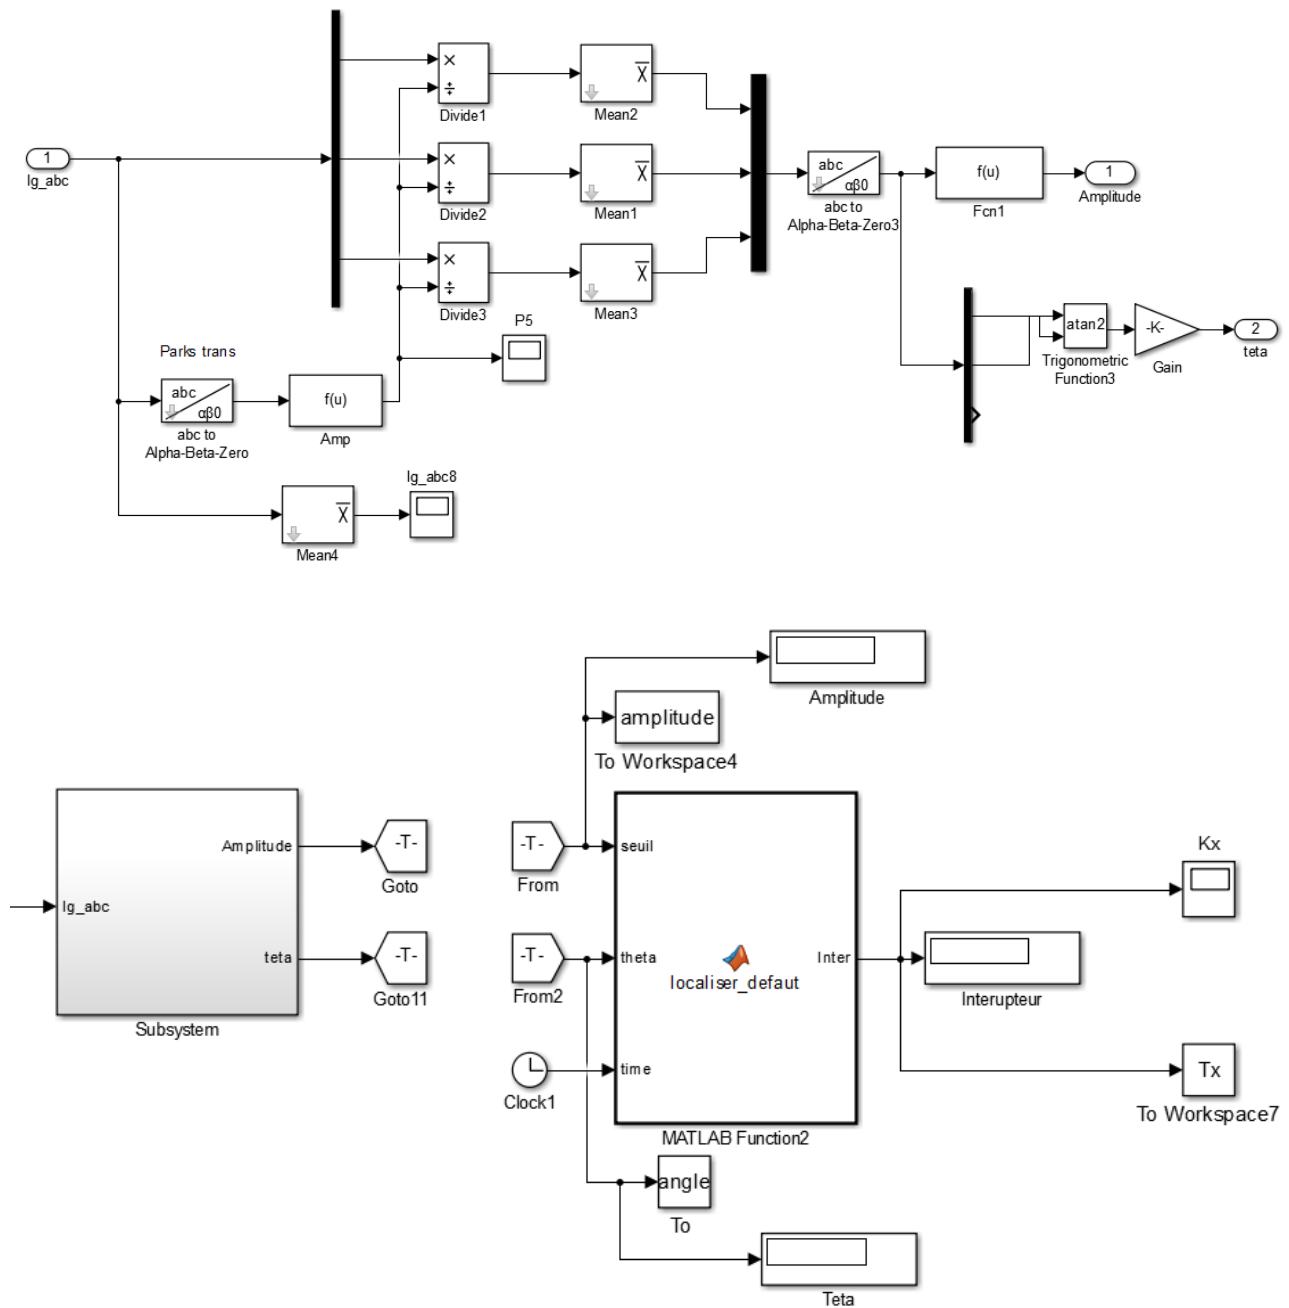 ×
÷
Divide1
X
Mean2
1
Ig_abc
×
÷
Divide2
X
Mean1
abc
αβ0
abc to
Alpha-Beta-Zero3
f(u)
Fcn1
1
Amplitude
×
÷
Divide3
X
Mean3
P5
atan2
Trigonometric
Function3
-K-
Gain
2
teta
Parks trans
abc
αβ0
abc to
Alpha-Beta-Zero
f(u)
Amp
X
Mean4
Ig_abc8
Amplitude
amplitude
To Workspace4
Amplitude
Ig_abc
teta
Subsystem
-T-
Goto
-T-
Goto11
-T-
From
-T-
From2
Clock1
seuil
theta
time
localiser_defaut
Inter
MATLAB Function2
Kx
Interupteur
Tx
To Workspace7
angle
To
Teta